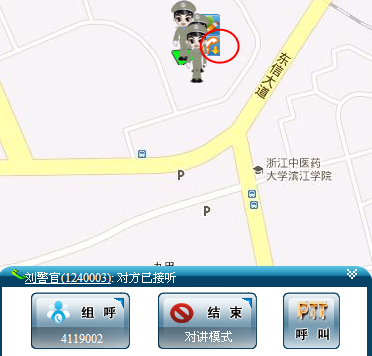 东信大道
浙江中医药
大学滨江学院
P
P
刘警官(1240003): 对方已接听
组 呼
4119002
结 束
对讲模式
PTT
呼 叫